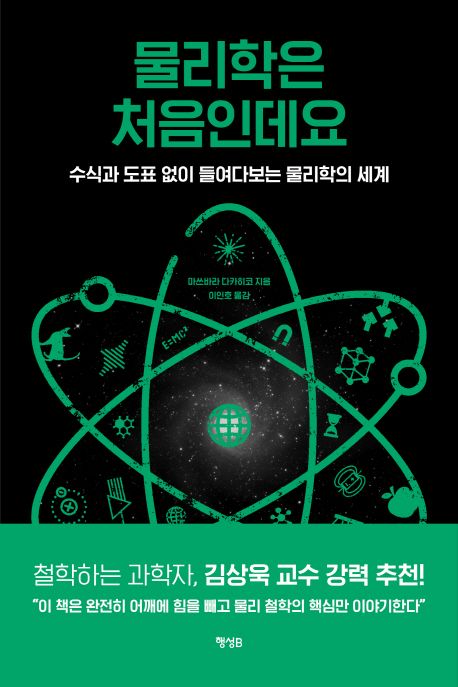 물리학은
처음인데요
수식과 도표 없이 들여다보는 물리학의 세계
마쓰바라 다카히코 지음
이인호 옮김
E=MC²
철학하는 과학자, 김상욱 교수 강력 추천!
“이 책은 완전히 어깨에 힘을 빼고 물리 철학의 핵심만 이야기한다”
행성B